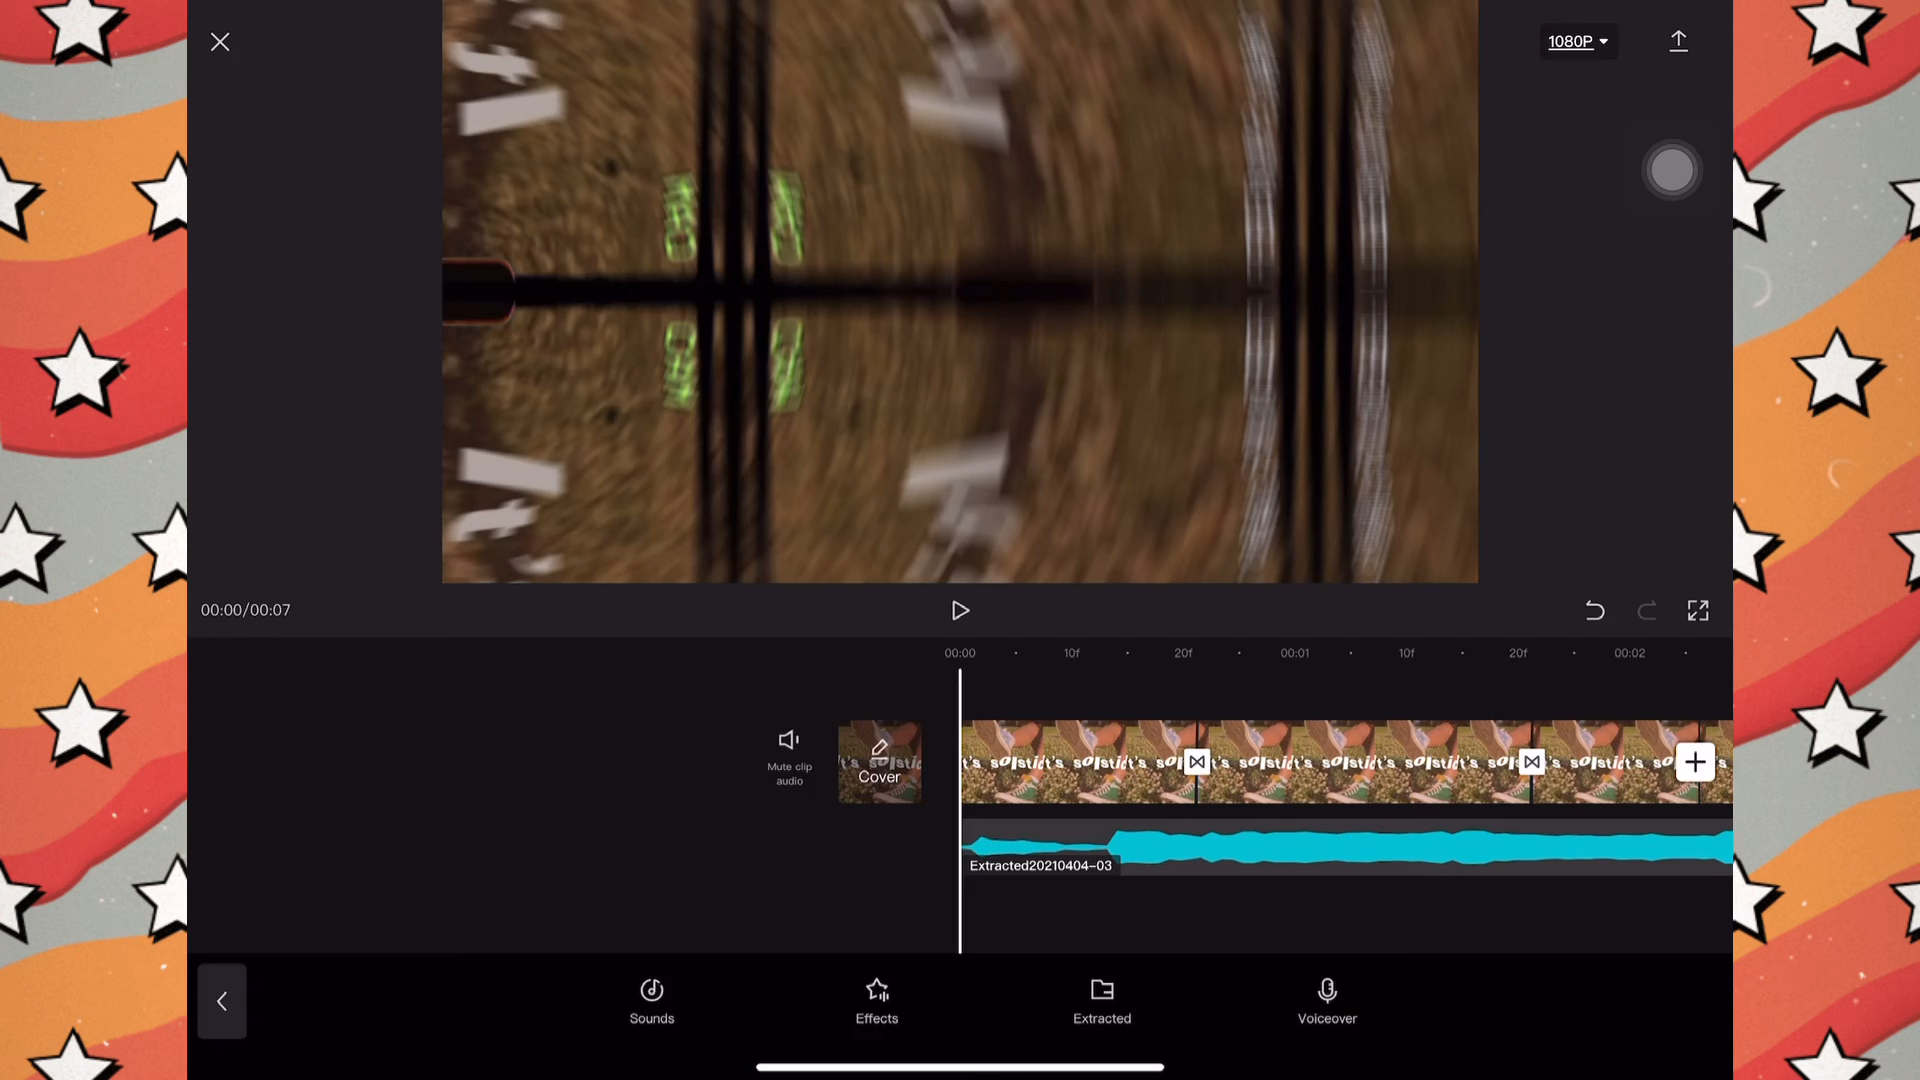 1080P
00:00/00:07
00:00 10f 20f 00:01 10f 20f 00:02
Mute clip
audio
Cover
t's solstic
Extracted20210404-03
Sounds
Effects
Extracted
Voiceover